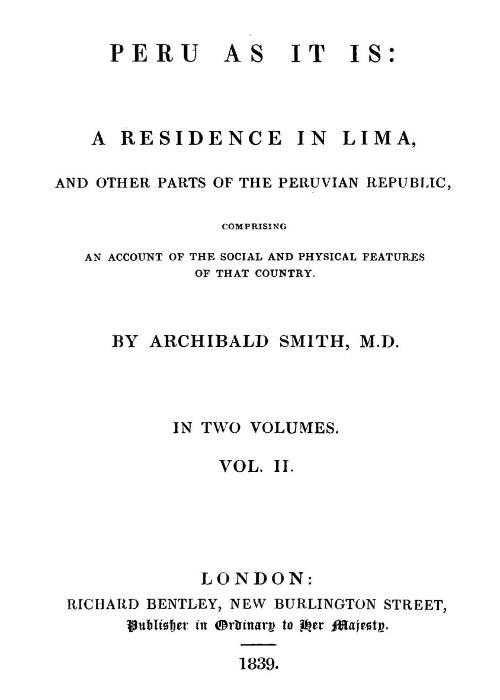 PERU AS IT IS:
A RESIDENCE IN LIMA,
AND OTHER PARTS OF THE PERUVIAN REPUBLIC,
COMPRISING
AN ACCOUNT OF THE SOCIAL AND PHYSICAL FEATURES
OF THAT COUNTRY.
BY ARCHIBALD SMITH, M.D.
IN TWO VOLUMES.
VOL. II.
LONDON:
RICHARD BENTLEY, NEW BURLINGTON STREET,
Publisher in Ordinary to Her Majesty.
1839.